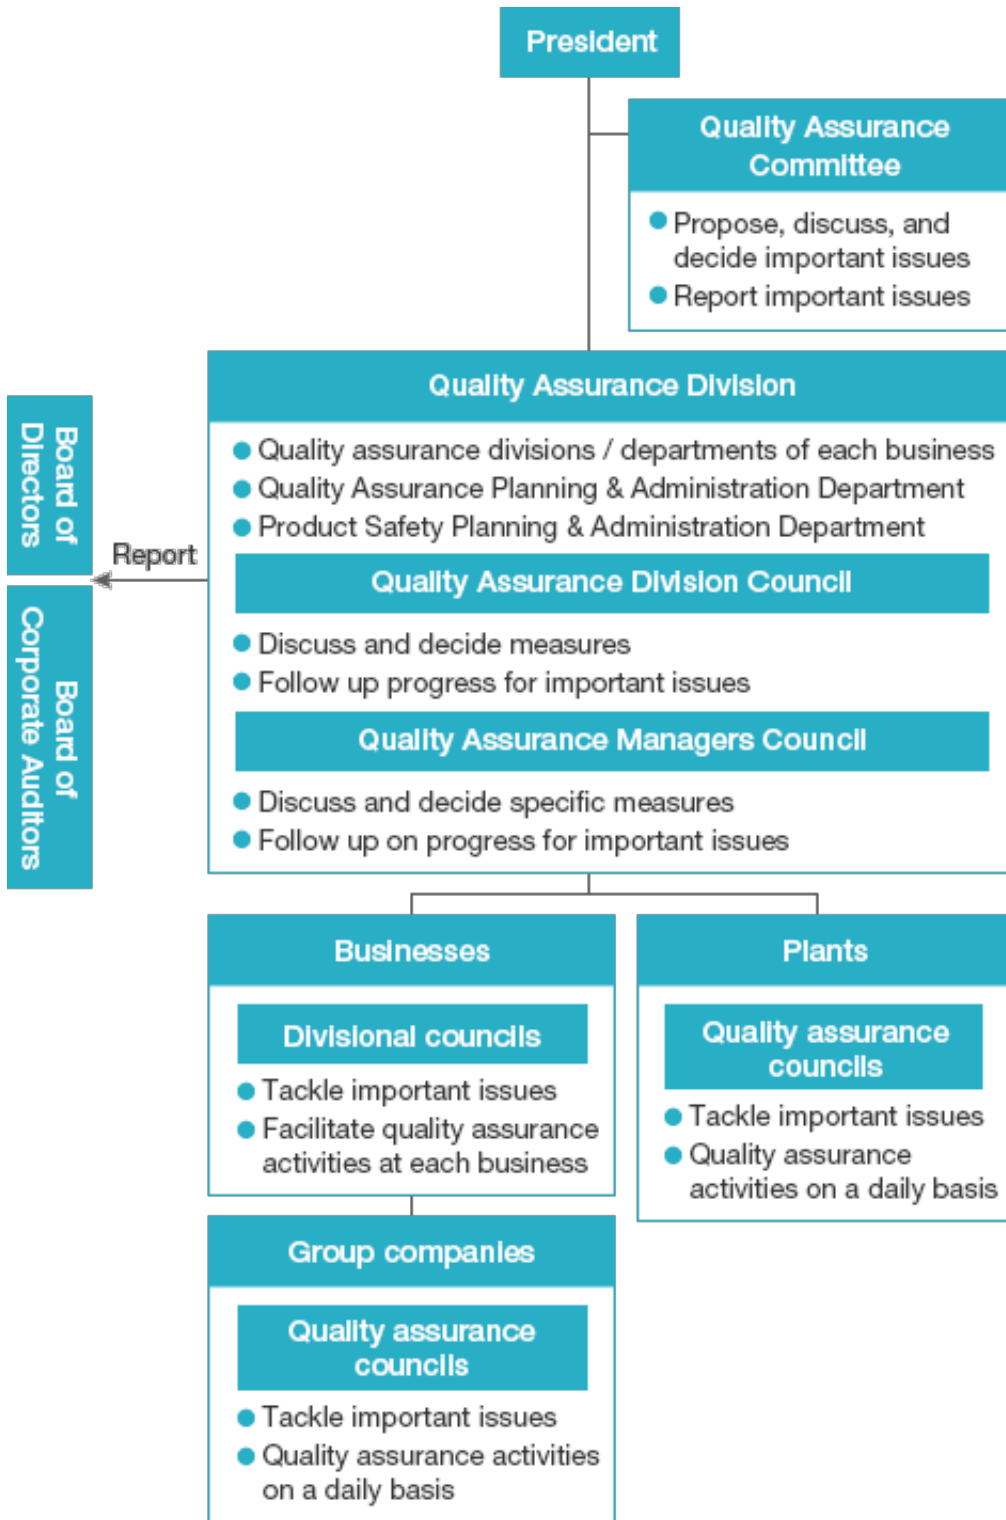 President
Quality Assurance
Committee
Propose, discuss, and
decide important issues
Report important issues
Quality Assurance Division
Quality assurance divisions / departments of each business
Quality Assurance Planning & Administration Department
Product Safety Planning & Administration Department
Board of
Directors
Report
Board of
Corporate Auditors
Quality Assurance Division Council
Discuss and decide measures
Follow up progress for important issues
Quality Assurance Managers Council
Discuss and decide specific measures
Follow up on progress for important issues
Businesses
Divisional councils
Tackle important issues
Facilitate quality assurance
activities at each business
Plants
Quality assurance
councils
Tackle important issues
Quality assurance
activities on a daily basis
Group companies
Quality assurance
councils
Tackle important issues
Quality assurance activities
on a daily basis